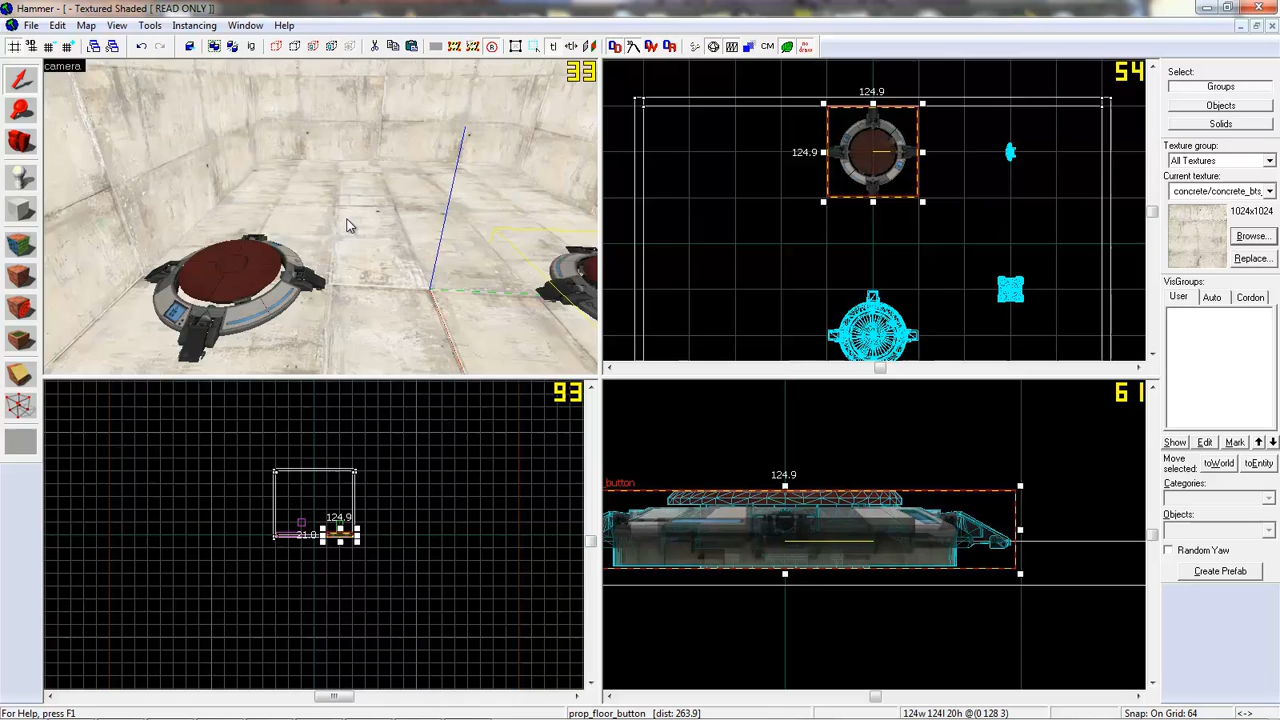 Hammer - [ - Textured Shaded [ READ ONLY ]]
File Edit Map View Tools Instancing Window Help
CM
camera
33
54
124.9
124.9
93
124.9
21.0
61
124.9
_button
Select:
Groups
Objects
Solids
Texture group:
All Textures
Current texture:
concrete/concrete_bts_
1024x1024
Browse...
Replace...
VisGroups:
User Auto Cordon
Show Edit Mark
Move selected:
toWorld toEntity
Categories:
Objects:
Random Yaw
Create Prefab
For Help, press F1
prop_floor_button [dist: 263.9]
124w 124l 20h @(0 128 3)
Snap: On Grid: 64
<->